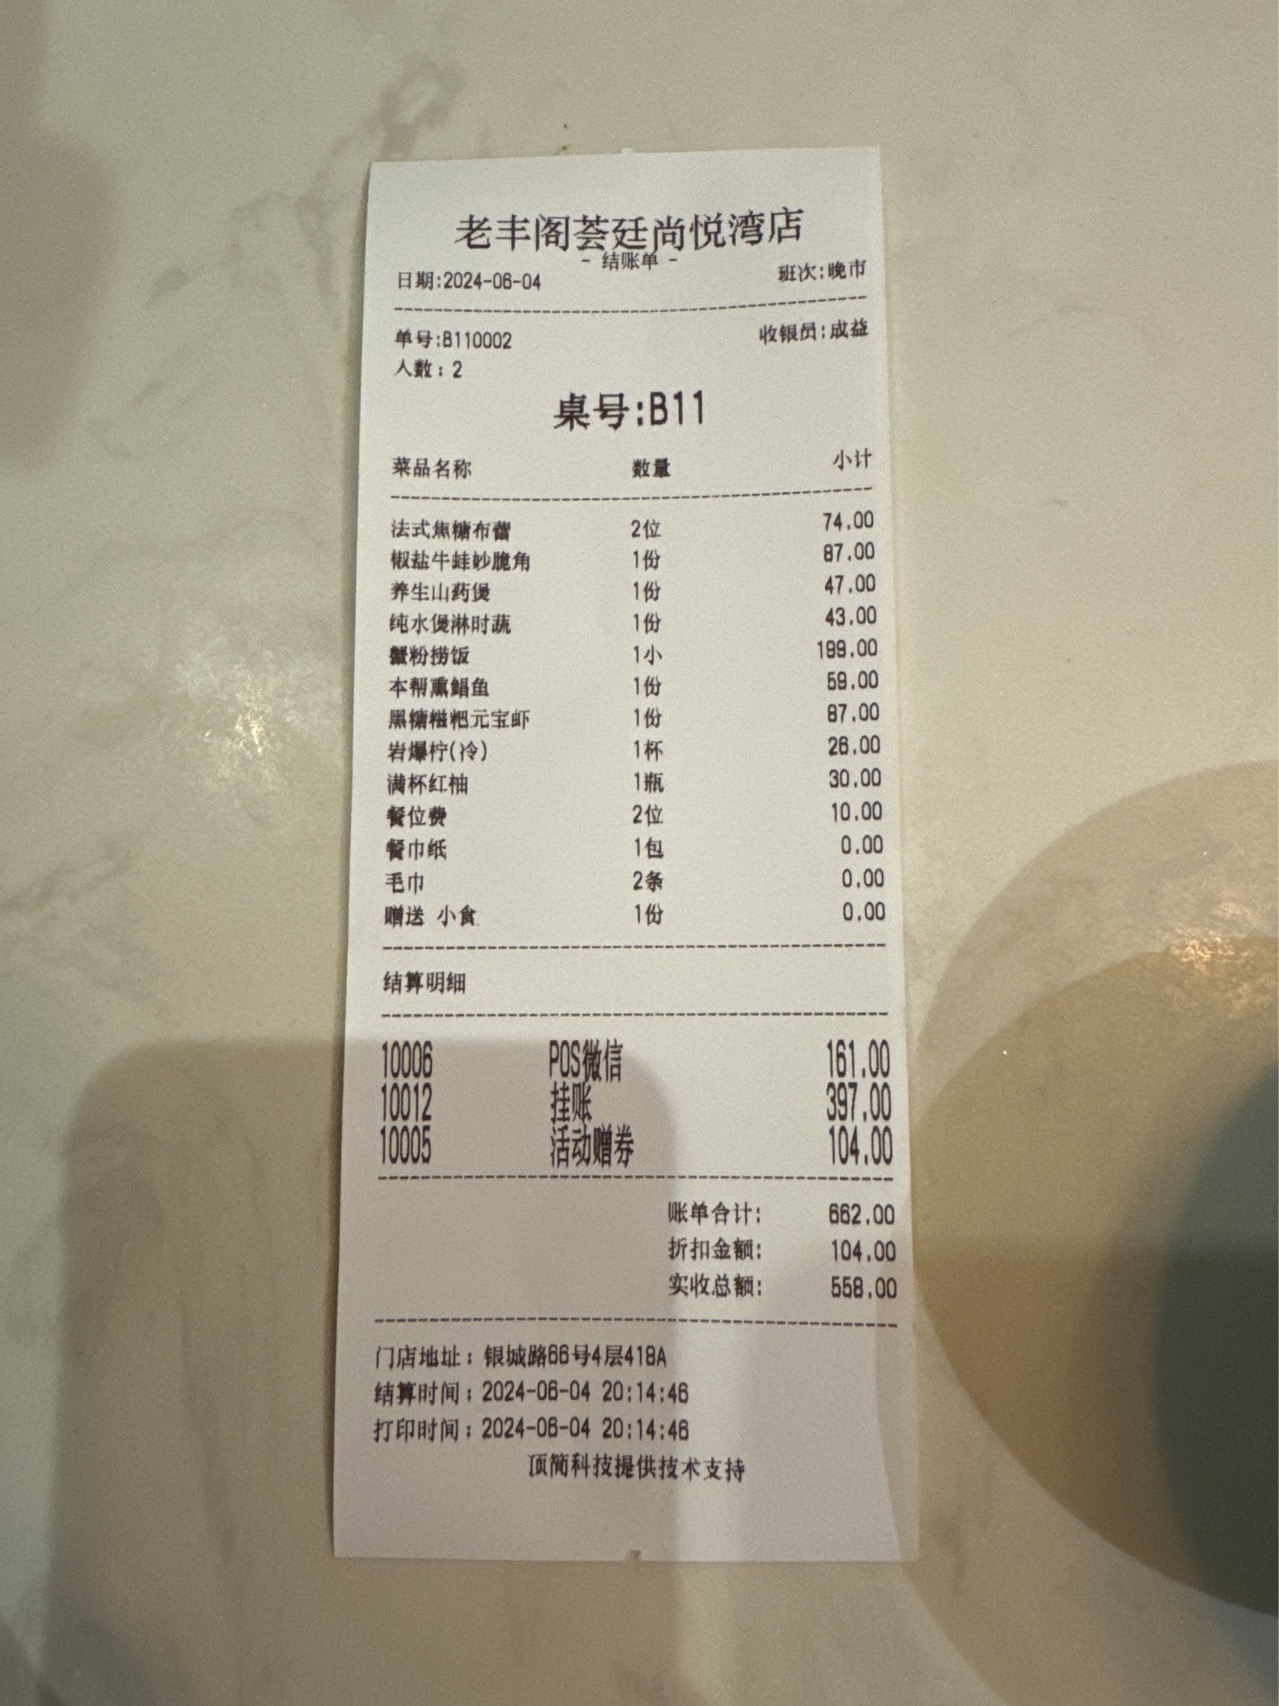 老丰阁荟廷尚悦湾店
- 结账单 -
日期:2024-06-04 班次:晚市
单号:B110002 收银员:成益
人数: 2
桌号:B11
菜品名称 数量 小计
法式焦糖布蕾 2位 74.00
椒盐牛蛙妙脆角 1份 87.00
养生山药煲 1份 47.00
纯水煲淋时蔬 1份 43.00
蟹粉捞饭 1小 199.00
本帮熏鲳鱼 1份 59.00
黑糖糍粑元宝虾 1份 87.00
岩爆柠(冷) 1杯 26.00
满杯红柚 1瓶 30.00
餐位费 2位 10.00
餐巾纸 1包 0.00
毛巾 2条 0.00
赠送 小食 1份 0.00
结算明细
10006 POS微信 161.00
10012 挂账 397.00
10005 活动赠券 104.00
账单合计: 662.00
折扣金额: 104.00
实收总额: 558.00
门店地址: 银城路66号4层418A
结算时间: 2024-06-04 20:14:46
打印时间: 2024-06-04 20:14:46
顶简科技提供技术支持